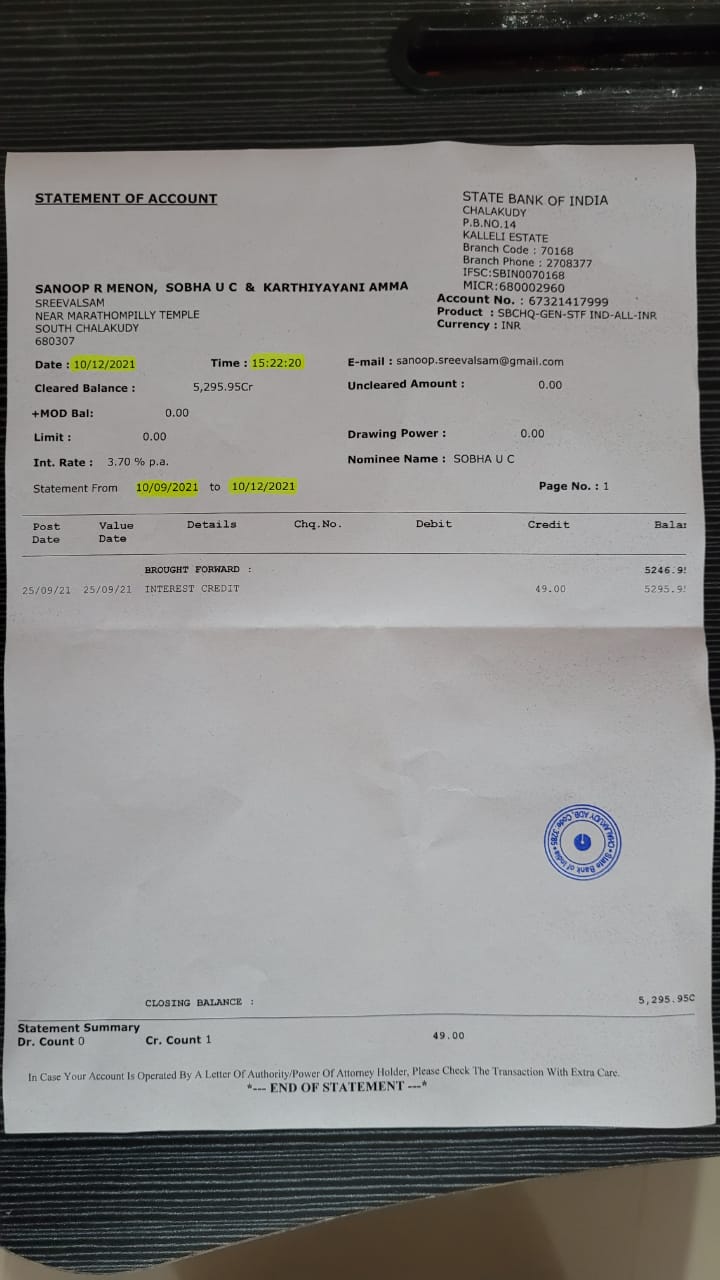 STATEMENT OF ACCOUNT
STATE BANK OF INDIA
CHALAKUDY
P.B.NO.14
KALLELI ESTATE
Branch Code : 70168
Branch Phone : 2708377
IFSC:SBIN0070168
MICR:680002960
Account No. : 67321417999
Product : SBCHQ-GEN-STF IND-ALL-INR
Currency : INR
SANOOP R MENON, SOBHA U C & KARTHIYAYANI AMMA
SREEVALSAM
NEAR MARATHOMPILLY TEMPLE
SOUTH CHALAKUDY
680307
Date : 10/12/2021 Time : 15:22:20 E-mail : sanoop.sreevalsam@gmail.com
Cleared Balance : 5,295.95Cr Uncleared Amount : 0.00
+MOD Bal: 0.00
Limit : 0.00 Drawing Power : 0.00
Int. Rate : 3.70 % p.a. Nominee Name : SOBHA U C
Statement From 10/09/2021 to 10/12/2021 Page No. : 1
Post Value Details Chq.No. Debit Credit Bala
Date Date
BROUGHT FORWARD : 5246.9
25/09/21 25/09/21 INTEREST CREDIT 49.00 5295.9
CHALAKUDY ADB, Code: 3285
State Bank of India
CLOSING BALANCE : 5,295.95C
Statement Summary
Dr. Count 0 Cr. Count 1 49.00
In Case Your Account Is Operated By A Letter Of Authority/Power Of Attorney Holder, Please Check The Transaction With Extra Care.
*--- END OF STATEMENT ---*